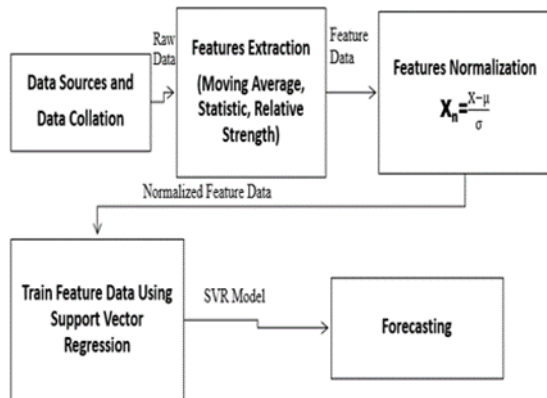 Data Sources and
Data Collation
Raw
Data
Features Extraction
(Moving Average,
Statistic, Relative
Strength)
Feature
Data
Features Normalization
Xₙ=X−μ/σ
Normalized Feature Data
Train Feature Data Using
Support Vector
Regression
SVR Model
Forecasting